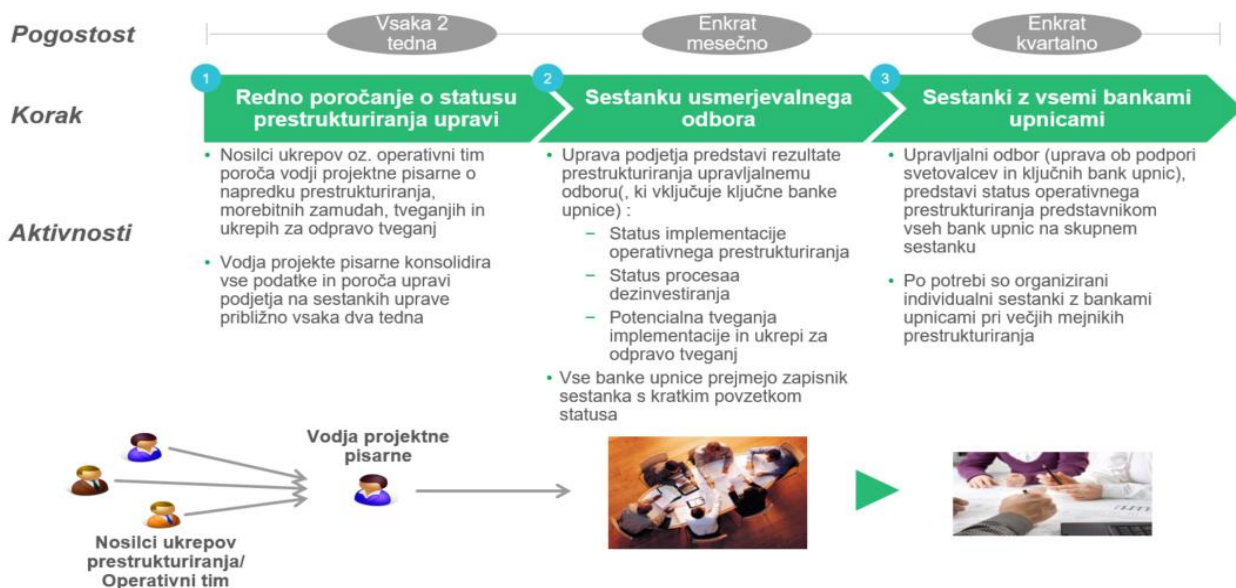 Pogostost
Vsaka 2
tedna
Enkrat
mesečno
Enkrat
kvartalno
Korak
1
Redno poročanje o statusu
prestrukturiranja upravi
2
Sestanku usmerjevalnega
odbora
3
Sestanki z vsemi bankami
upnicami
Aktivnosti
• Nosilci ukrepov oz. operativni tim
poroča vodji projektne pisarne o
napredku prestrukturiranja,
morebitnih zamudah, tveganjih in
ukrepih za odpravo tveganj
• Vodja projekte pisarne konsolidira
vse podatke in poroča upravi
podjetja na sestankih uprave
približno vsaka dva tedna
• Uprava podjetja predstavi rezultate
prestrukturiranja upravljalnemu
odboru(, ki vključuje ključne banke
upnice) :
– Status implementacije
operativnega prestrukturiranja
– Status procesaa
dezinvestiranja
– Potencialna tveganja
implementacije in ukrepi za
odpravo tveganj
• Vse banke upnice prejmejo zapisnik
sestanka s kratkim povzetkom
statusa
• Upravljalni odbor (uprava ob podpori
svetovalcev in ključnih bank upnic),
predstavi status operativnega
prestrukturiranja predstavnikom
vseh bank upnic na skupnem
sestanku
• Po potrebi so organizirani
individualni sestanki z bankami
upnicami pri večjih mejnikih
prestrukturiranja
Vodja projektne
pisarne
Nosilci ukrepov
prestrukturiranja/
Operativni tim